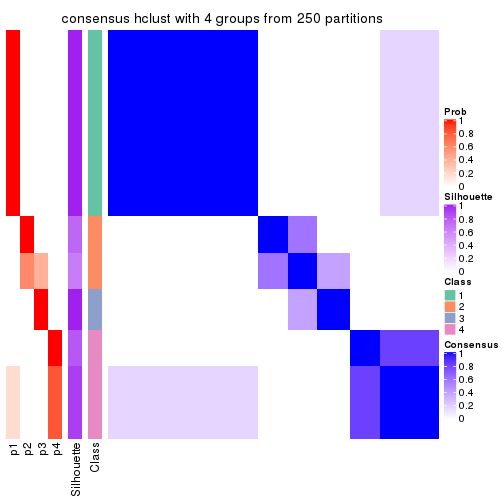 consensus hclust with 4 groups from 250 partitions
Prob
1
0.8
0.6
0.4
0.2
0
Silhouette
1
0.8
0.6
0.4
0.2
0
Class
1
2
3
4
Consensus
1
0.8
0.6
0.4
0.2
0
p1
p2
p3
p4
Silhouette
Class